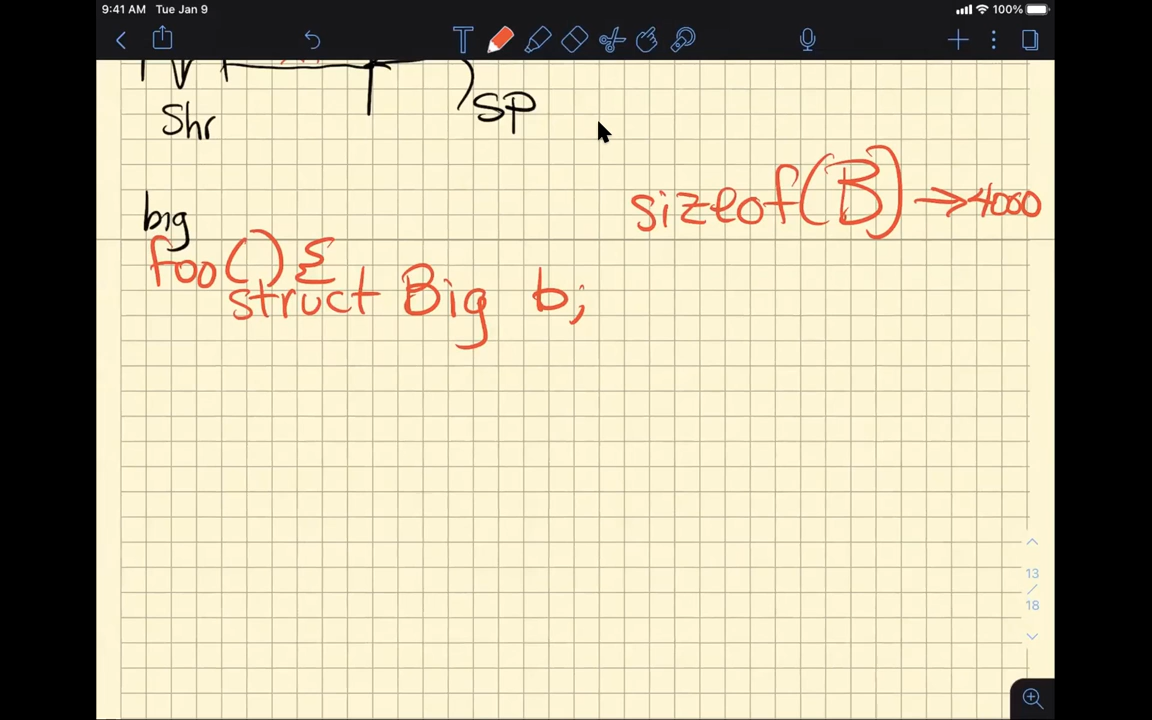 9:41 AM Tue Jan 9
100%
T
Shr
SP
sizeof(B) → 4000
big
foo() {
struct Big b;
13
/
18